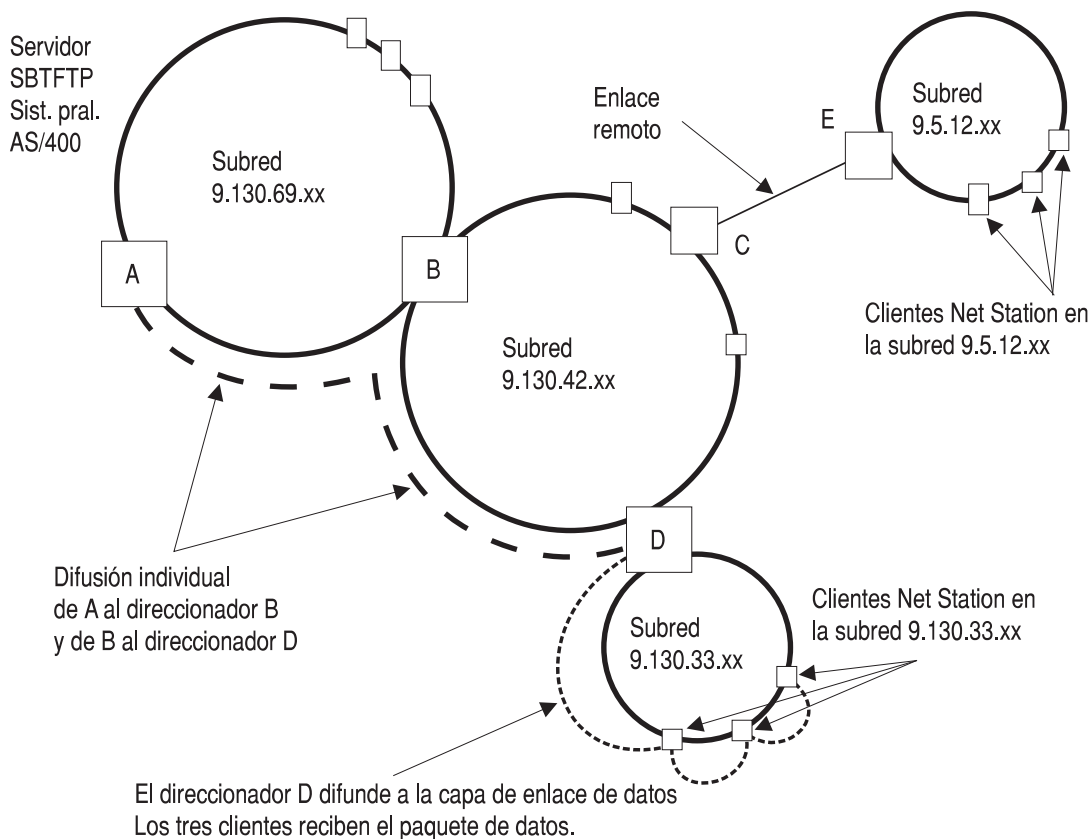 Servidor
SBTFTP
Sist. pral.
AS/400
Subred
9.130.69.xx
Enlace
remoto
E
Subred
9.5.12.xx
A
B
C
Clientes Net Station en
la subred 9.5.12.xx
Subred
9.130.42.xx
D
Difusión individual
de A al direccionador B
y de B al direccionador D
Subred
9.130.33.xx
Clientes Net Station en
la subred 9.130.33.xx
El direccionador D difunde a la capa de enlace de datos
Los tres clientes reciben el paquete de datos.